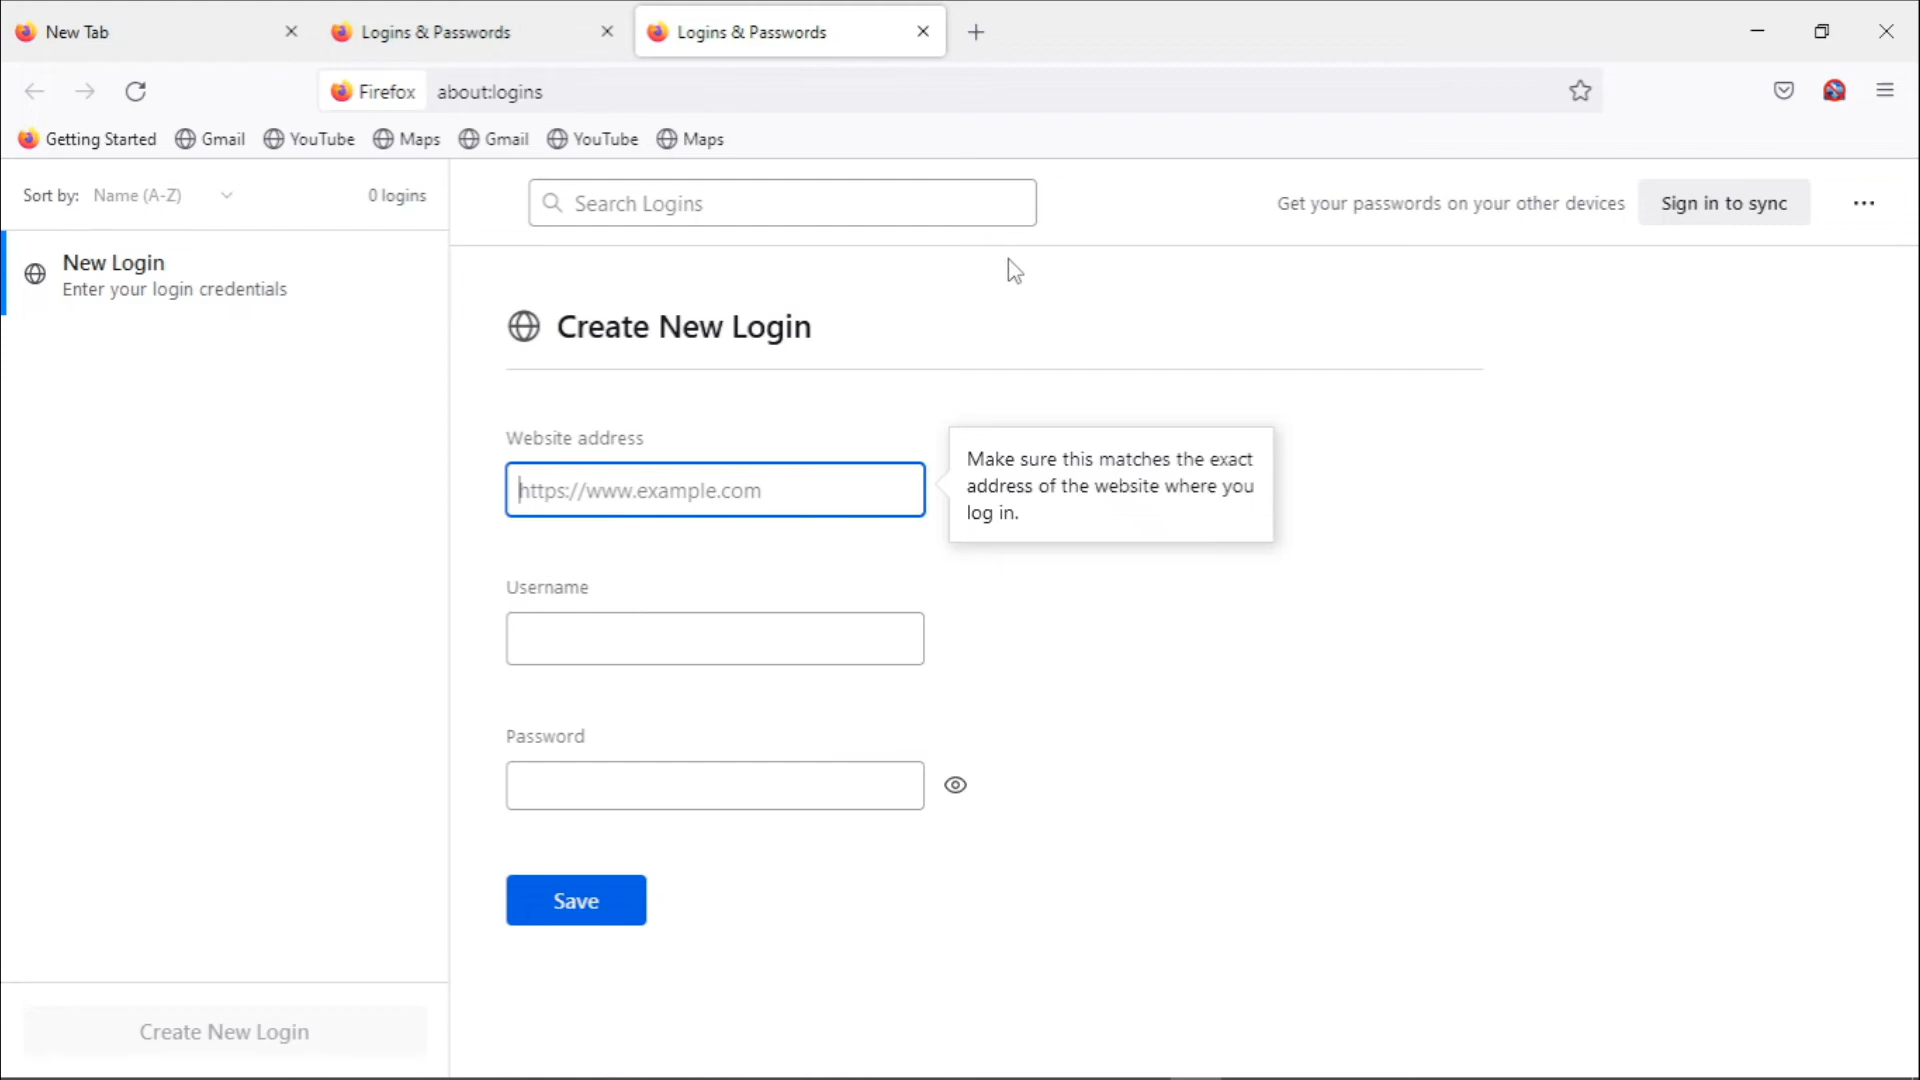 New Tab
Logins & Passwords
Logins & Passwords
Firefox
about:logins
Getting Started
Gmail
YouTube
Maps
Gmail
YouTube
Maps
Sort by: Name (A-Z)
0 logins
Search Logins
Get your passwords on your other devices
Sign in to sync
New Login
Enter your login credentials
Create New Login
Website address
https://www.example.com
Make sure this matches the exact
address of the website where you
log in.
Username
Password
Save
Create New Login